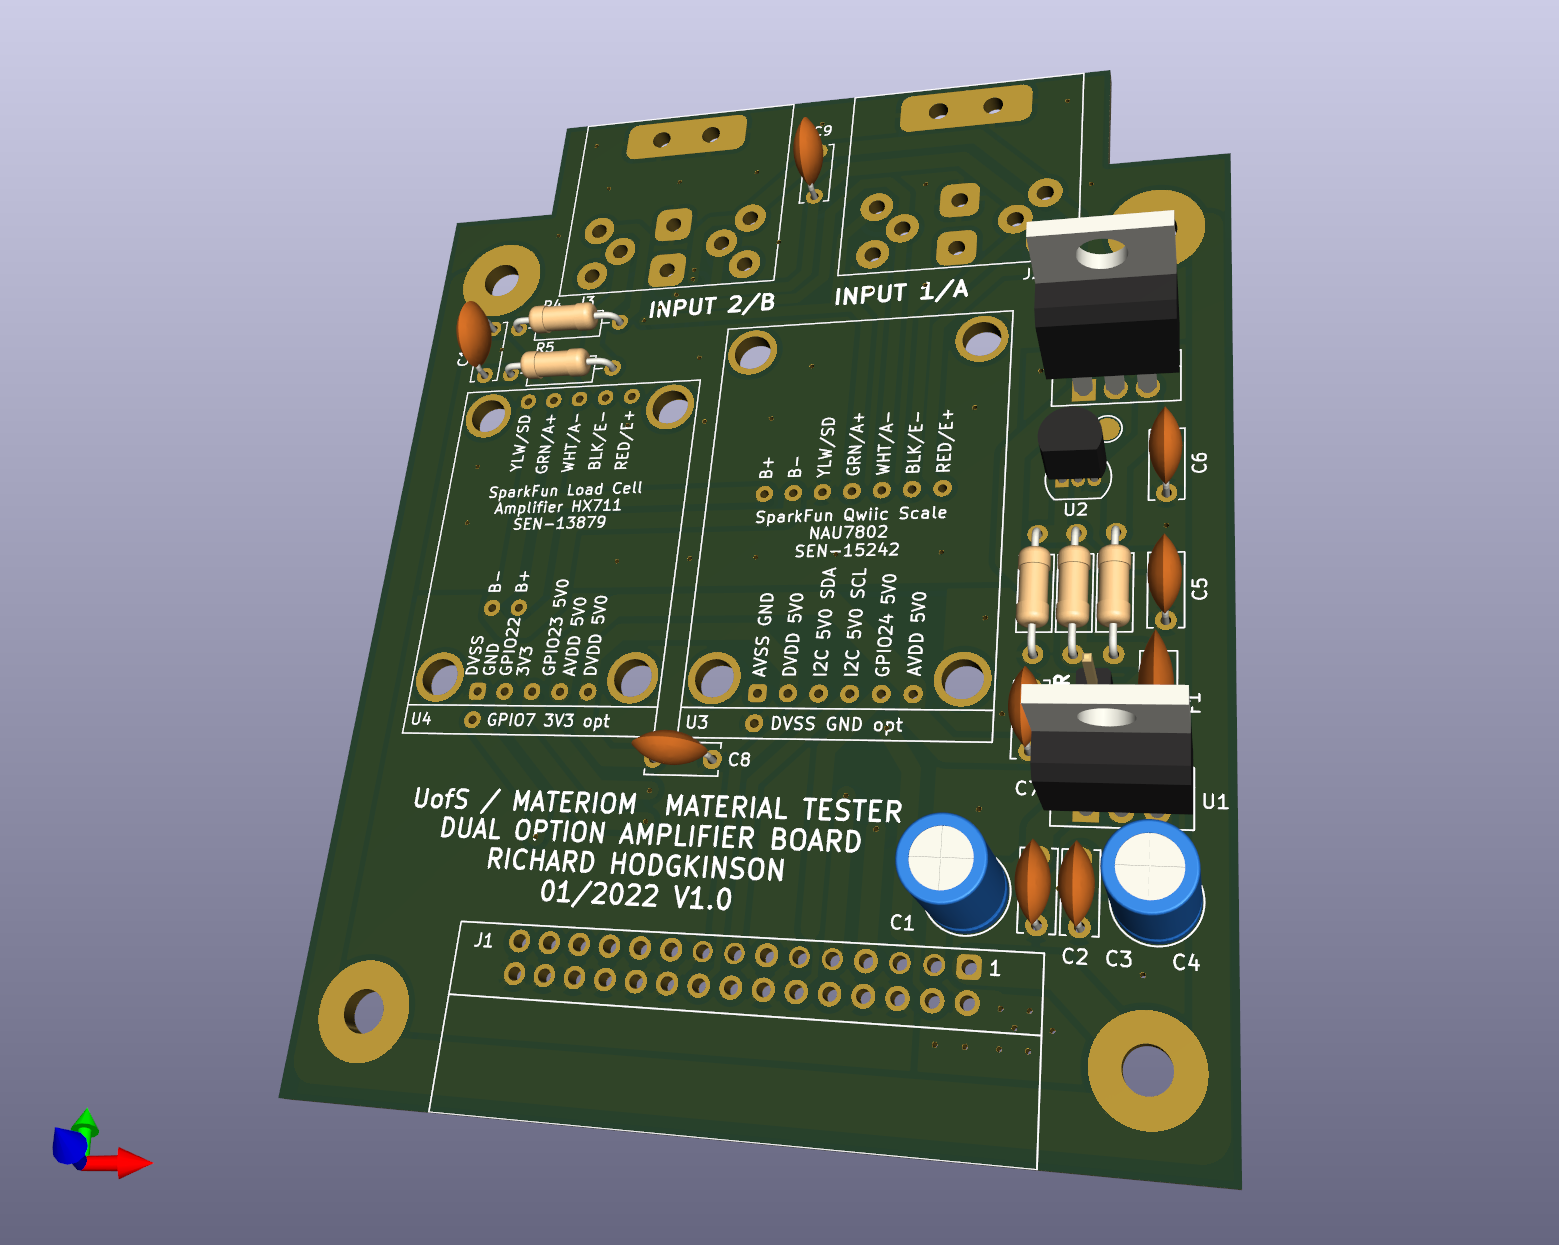 C9
INPUT 2/B
INPUT 1/A
R4
J3
R5
YLW/SD
GRN/A+
WHT/A-
BLK/E-
RED/E+
SparkFun Load Cell
Amplifier HX711
SEN-13879
B-
B+
DVSS
GND
GPIO22
3V3
GPIO23 5V0
AVDD 5V0
DVDD 5V0
U4
GPIO7 3V3 opt
B+
B-
YLW/SD
GRN/A+
WHT/A-
BLK/E-
RED/E+
SparkFun Qwiic Scale
NAU7802
SEN-15242
AVSS GND
DVDD 5V0
I2C 5V0 SDA
I2C 5V0 SCL
GPIO24 5V0
AVDD 5V0
U3
DVSS GND opt
C6
U2
C5
C7
U1
C8
UofS / MATERIOM  MATERIAL TESTER
DUAL OPTION AMPLIFIER BOARD
RICHARD HODGKINSON
01/2022 V1.0
C1
C2
C3
C4
J1
1